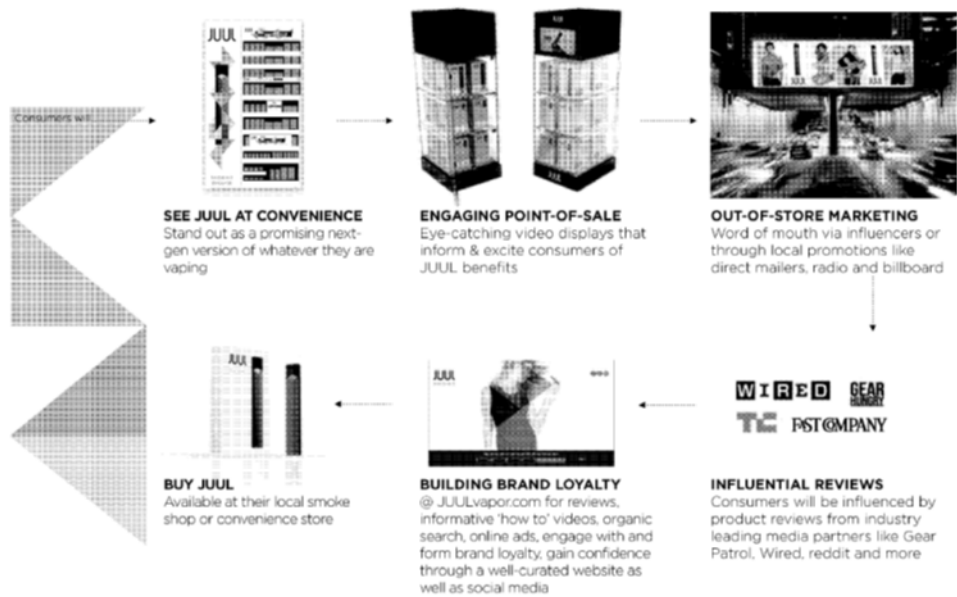 Consumers will
JUUL
JUUL
JUUL
SEE JUUL AT CONVENIENCE
Stand out as a promising next-
gen version of whatever they are
vaping
ENGAGING POINT-OF-SALE
Eye-catching video displays that
inform & excite consumers of
JUUL benefits
OUT-OF-STORE MARKETING
Word of mouth via influencers or
through local promotions like
direct mailers, radio and billboard
JUUL
BUY JUUL
Available at their local smoke
shop or convenience store
JUUL
BUILDING BRAND LOYALTY
@ JUULvapor.com for reviews,
informative 'how to' videos, organic
search, online ads, engage with and
form brand loyalty, gain confidence
through a well-curated website as
well as social media
WIRED
GEAR
HUNGRY
TC
FAST COMPANY
INFLUENTIAL REVIEWS
Consumers will be influenced by
product reviews from industry
leading media partners like Gear
Patrol, Wired, reddit and more